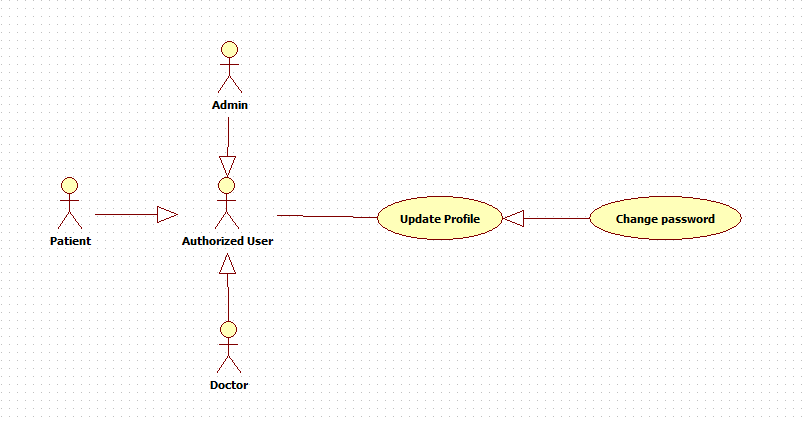 Admin
Patient
Authorized User
Update Profile
Change password
Doctor